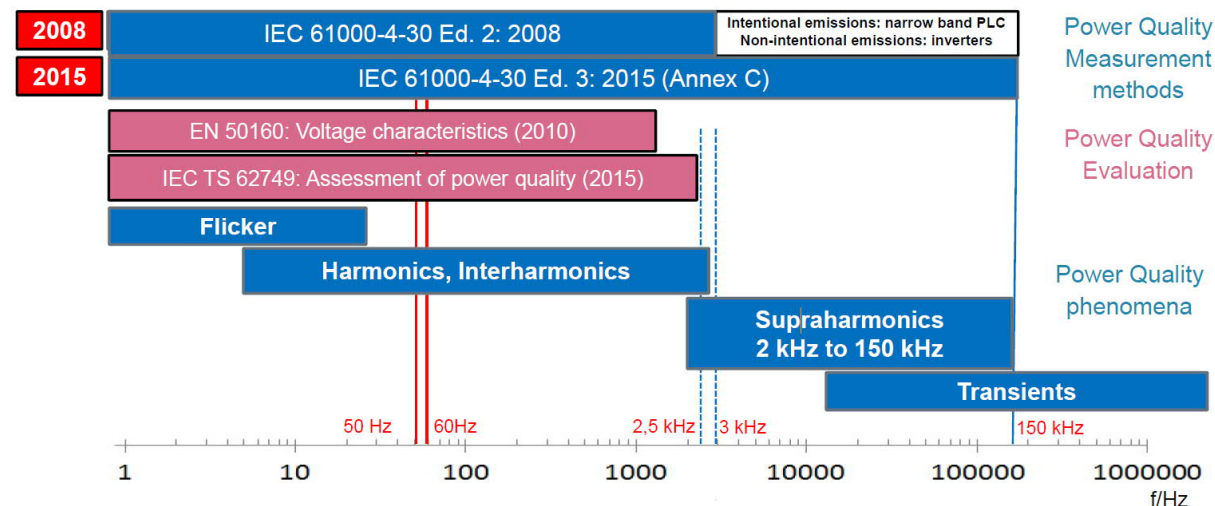 2008
IEC 61000-4-30 Ed. 2: 2008
Intentional emissions: narrow band PLC
Non-intentional emissions: inverters
Power Quality
Measurement
methods
2015
IEC 61000-4-30 Ed. 3: 2015 (Annex C)
EN 50160: Voltage characteristics (2010)
IEC TS 62749: Assessment of power quality (2015)
Power Quality
Evaluation
Flicker
Harmonics, Interharmonics
Power Quality
phenomena
Supraharmonics
2 kHz to 150 kHz
Transients
50 Hz
60Hz
2,5 kHz
3 kHz
150 kHz
1
10
100
1000
10000
100000
1000000
f/Hz